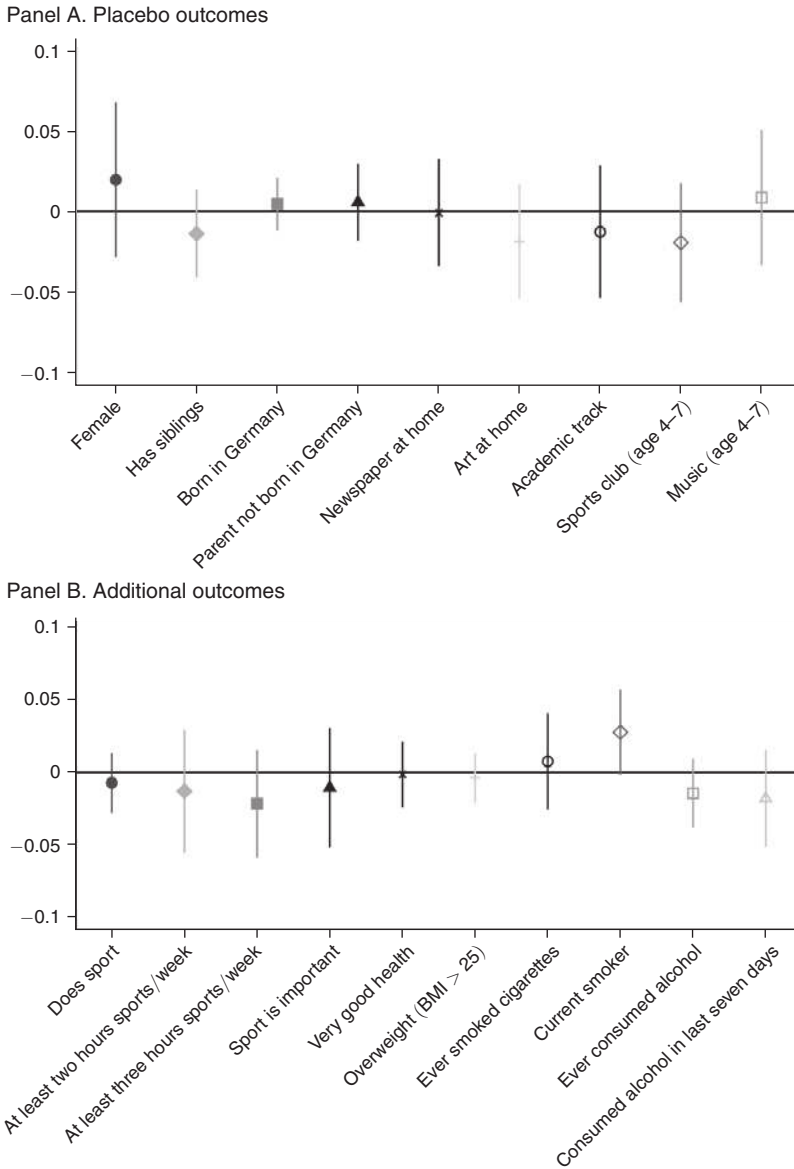 Panel A. Placebo outcomes
0.1
0.05
0
−0.05
−0.1
Female
Has siblings
Born in Germany
Parent not born in Germany
Newspaper at home
Art at home
Academic track
Sports club (age 4–7)
Music (age 4–7)
Panel B. Additional outcomes
0.1
0.05
0
−0.05
−0.1
Does sport
At least two hours sports/week
At least three hours sports/week
Sport is important
Very good health
Overweight (BMI > 25)
Ever smoked cigarettes
Current smoker
Ever consumed alcohol
Consumed alcohol in last seven days